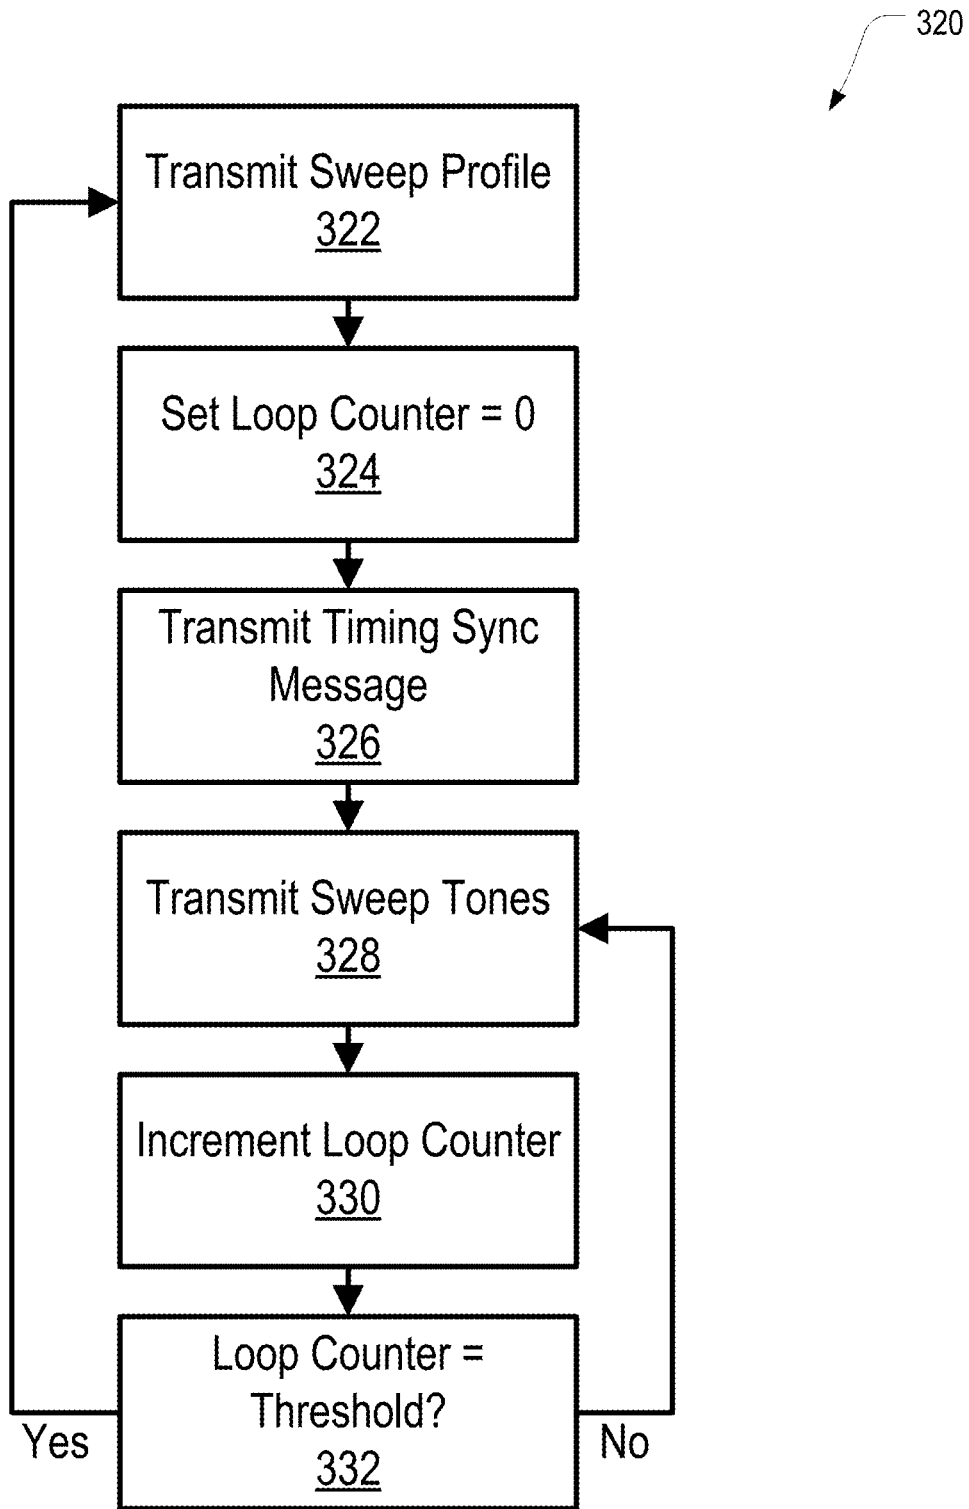 320
Transmit Sweep Profile
322
Set Loop Counter = 0
324
Transmit Timing Sync
Message
326
Transmit Sweep Tones
328
Increment Loop Counter
330
Loop Counter =
Threshold?
332
Yes
No